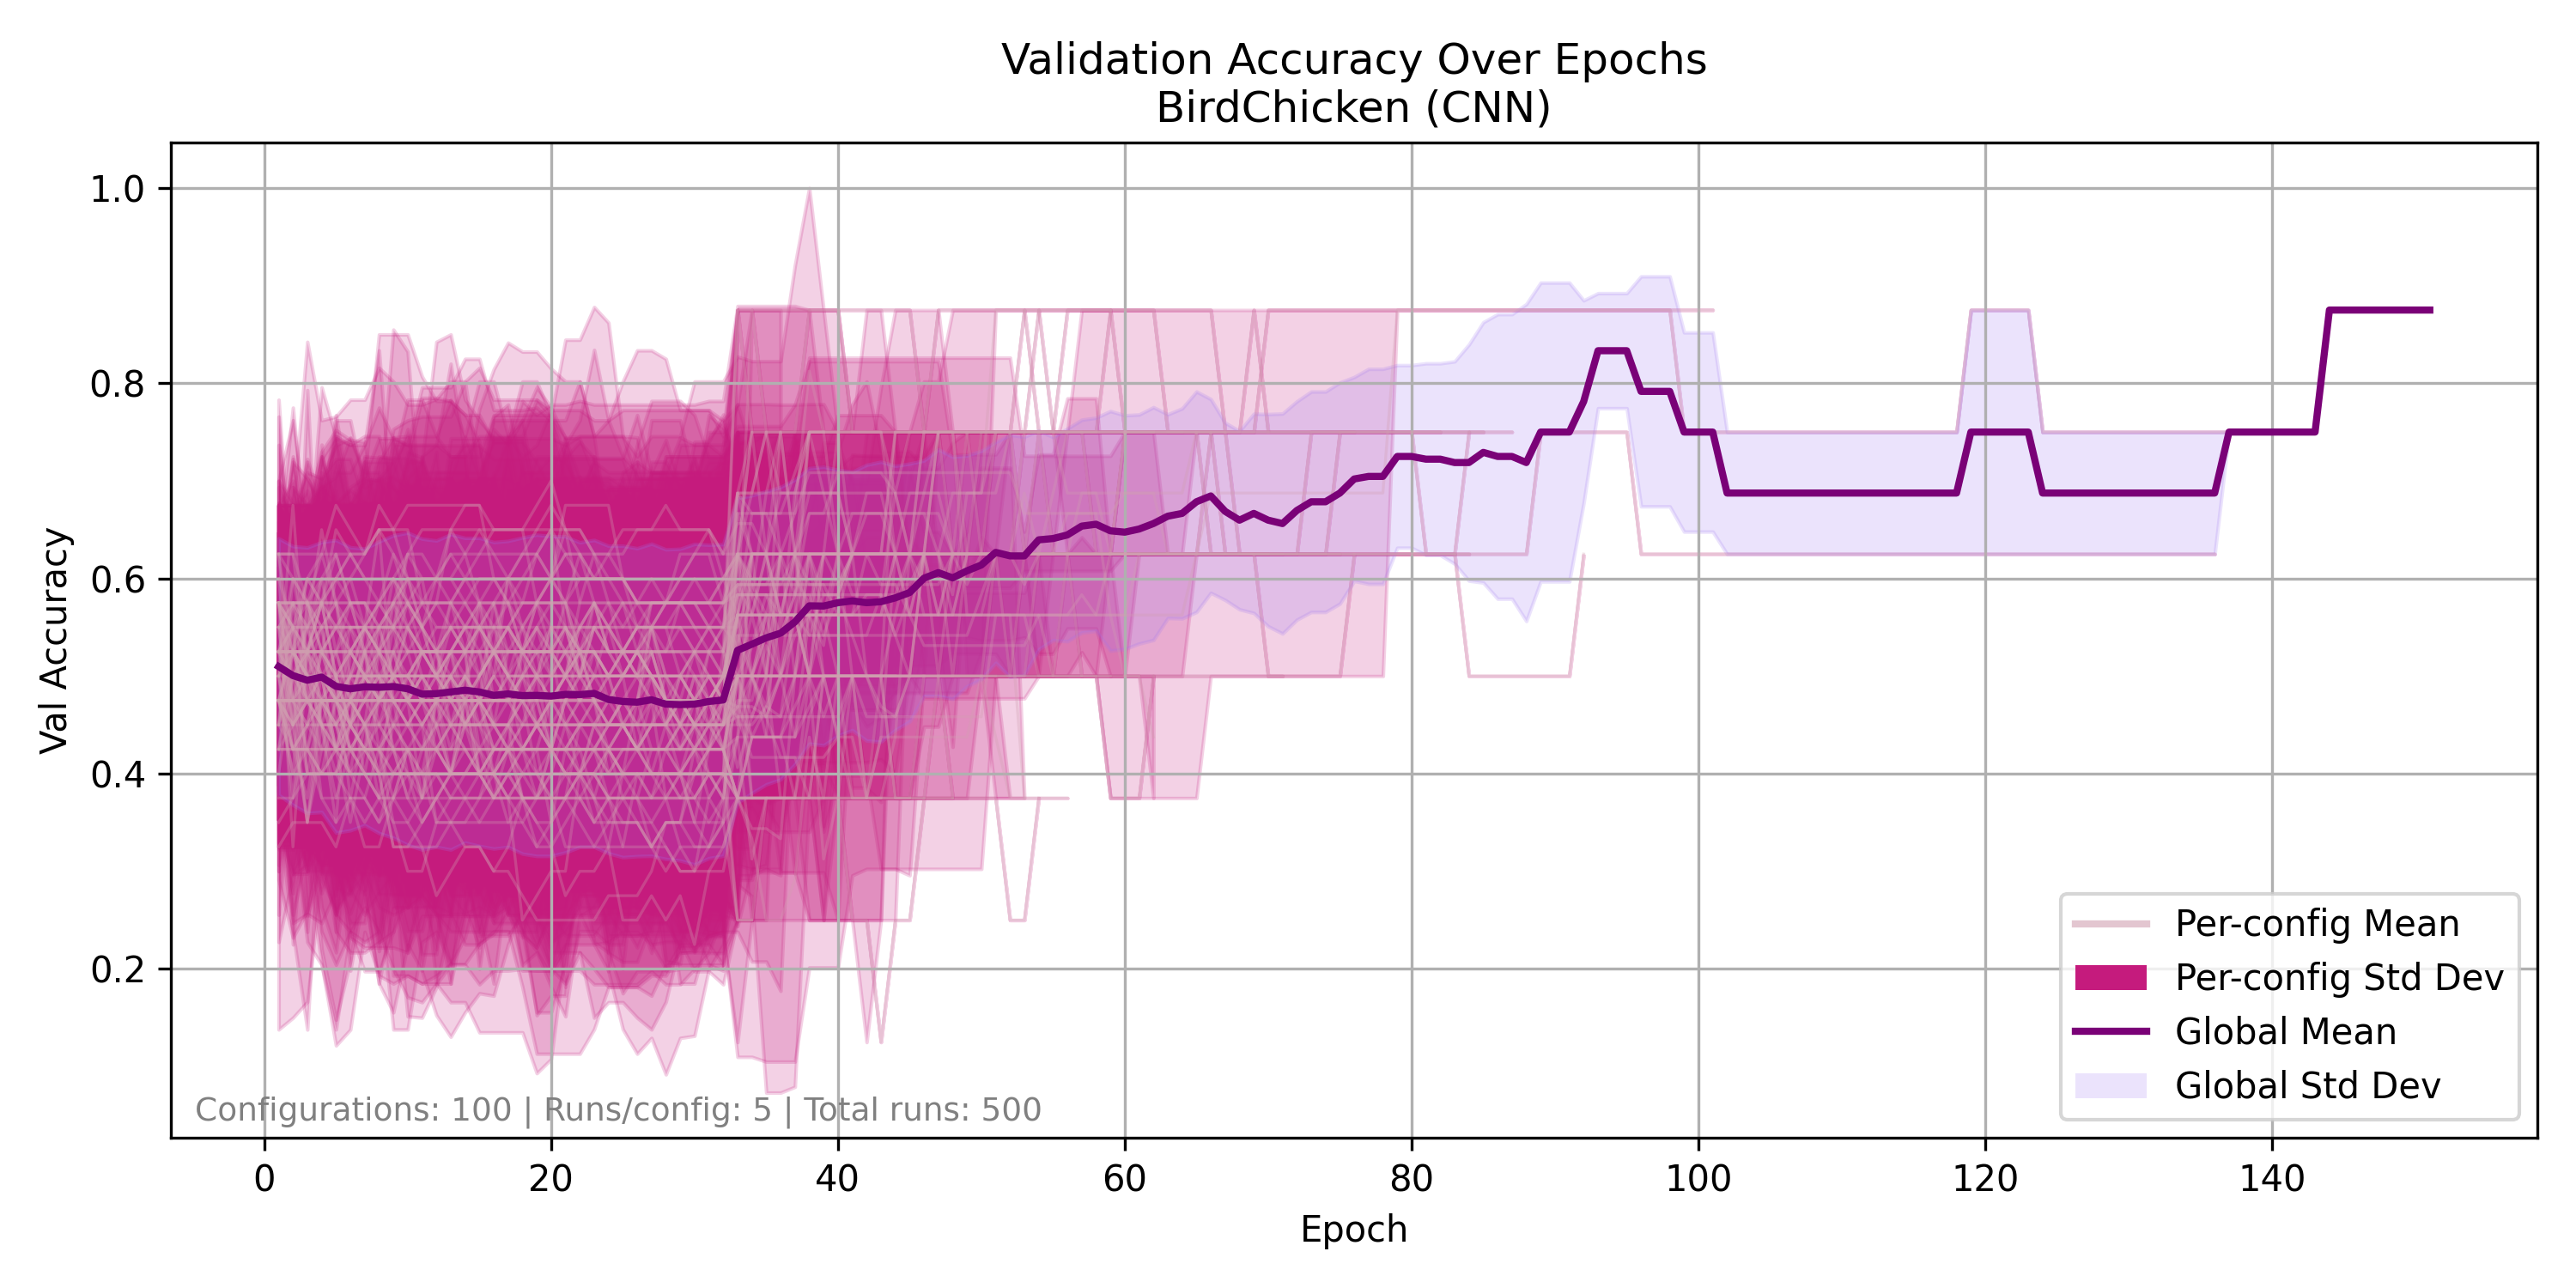 Validation Accuracy Over Epochs
BirdChicken (CNN)
Val Accuracy
1.0
0.8
0.6
0.4
0.2
Configurations: 100 | Runs/config: 5 | Total runs: 500
Per-config Mean
Per-config Std Dev
Global Mean
Global Std Dev
0 20 40 60 80 100 120 140
Epoch